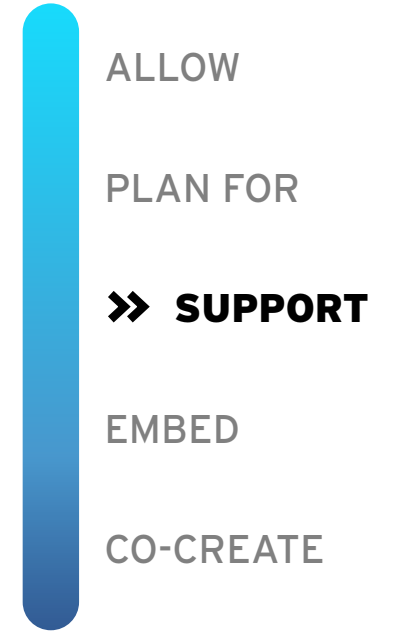 ALLOW
PLAN FOR
» SUPPORT
EMBED
CO-CREATE